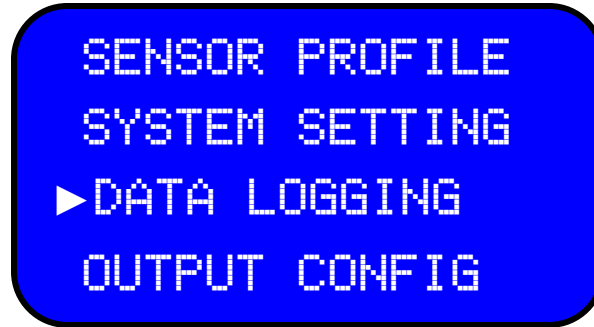 SENSOR PROFILE
SYSTEM SETTING
►DATA LOGGING
OUTPUT CONFIG